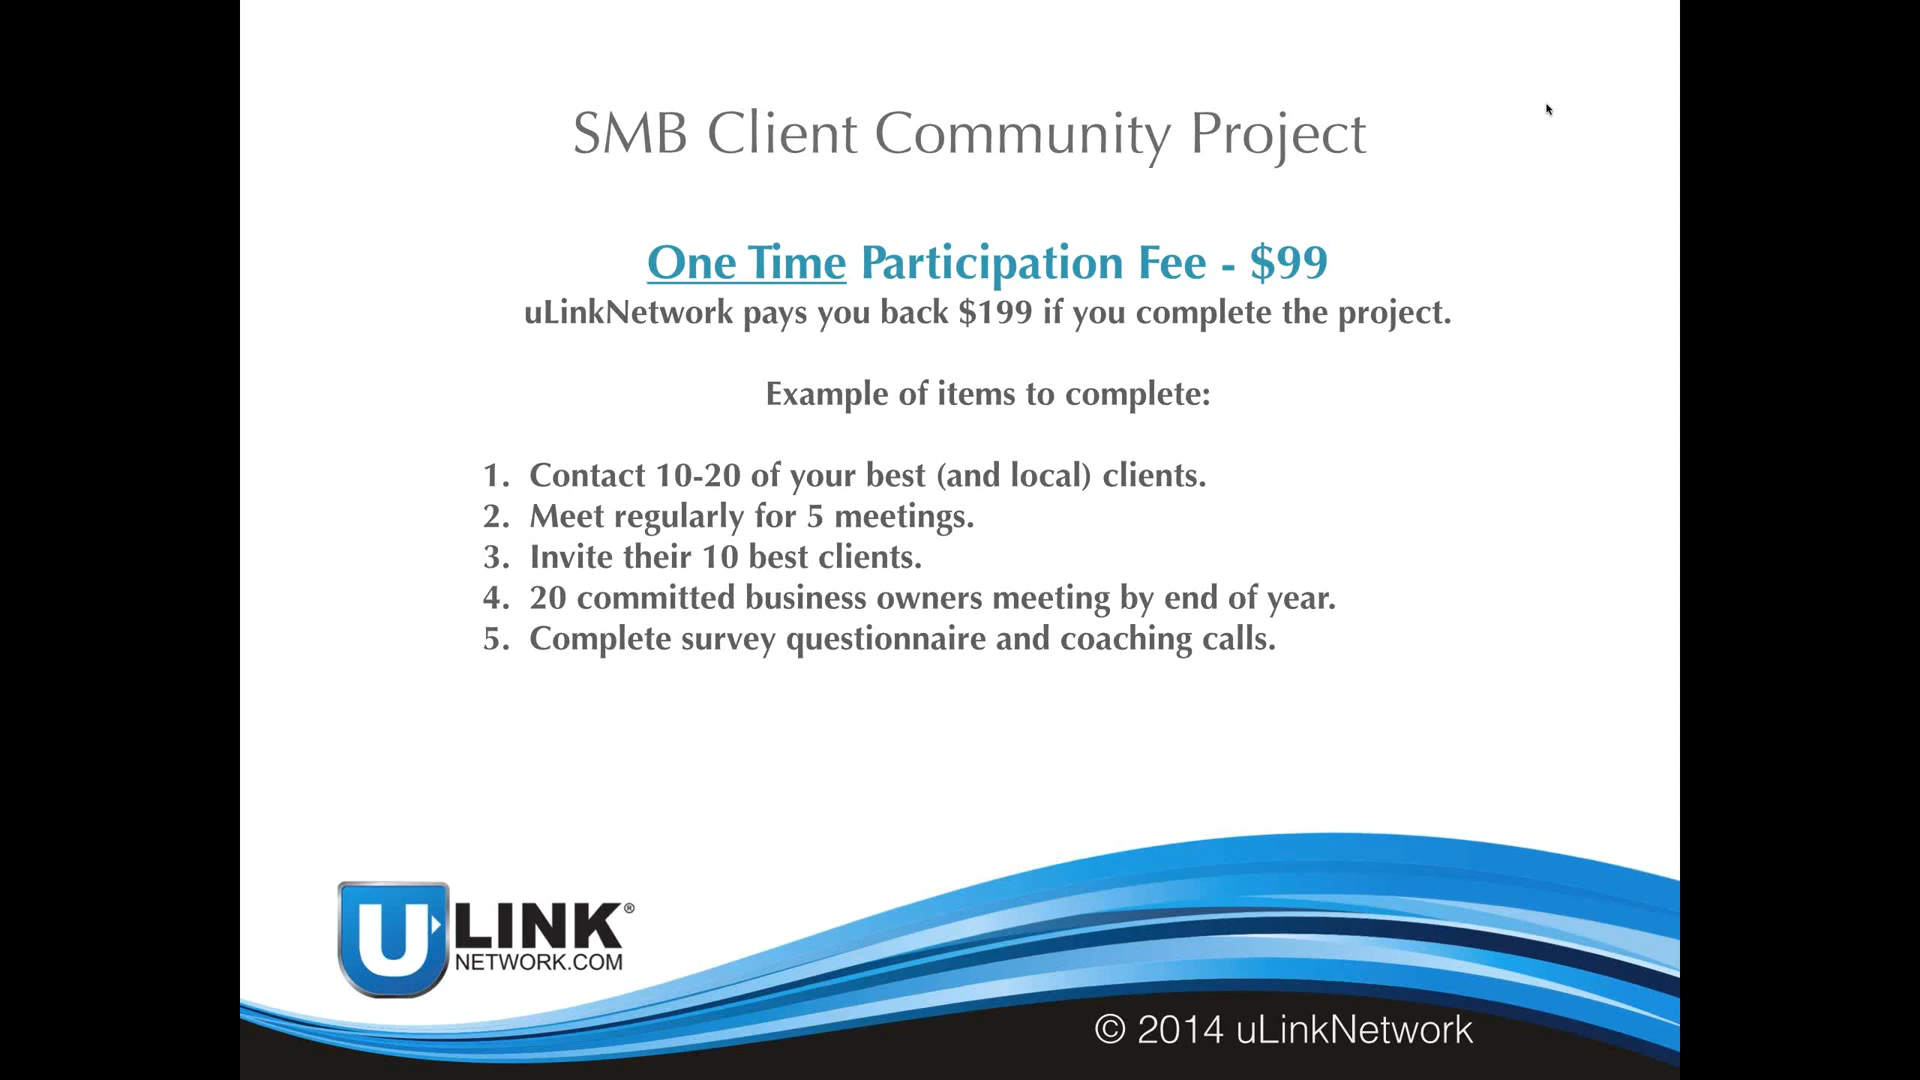 SMB Client Community Project
One Time Participation Fee - $99
uLinkNetwork pays you back $199 if you complete the project.
Example of items to complete:
1. Contact 10-20 of your best (and local) clients.
2. Meet regularly for 5 meetings.
3. Invite their 10 best clients.
4. 20 committed business owners meeting by end of year.
5. Complete survey questionnaire and coaching calls.
U LINK®
NETWORK.COM
© 2014 uLinkNetwork